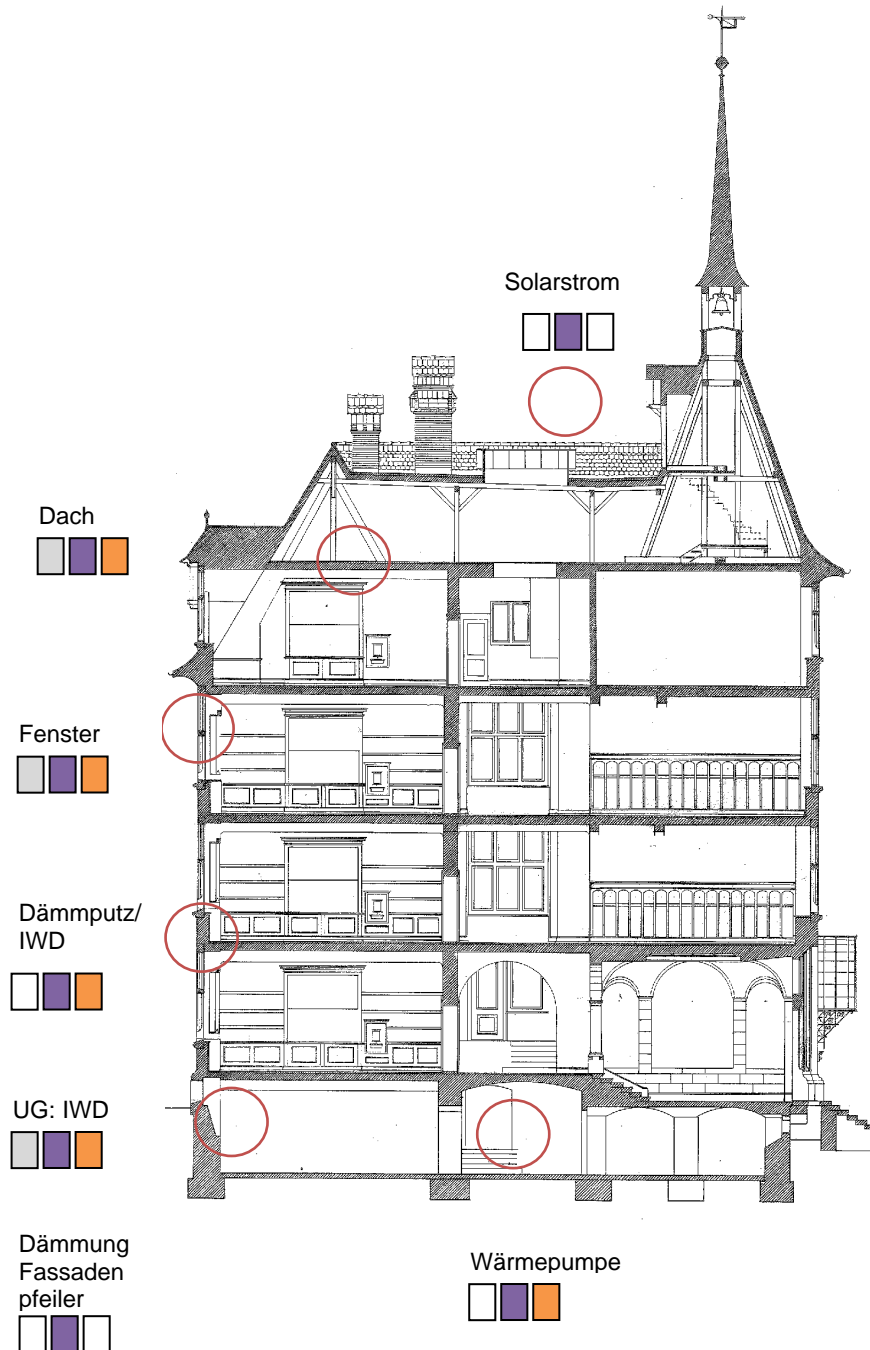 Solarstrom
Dach
Fenster
Dämmputz/
IWD
UG: IWD
Dämmung
Fassaden
pfeiler
Wärmepumpe